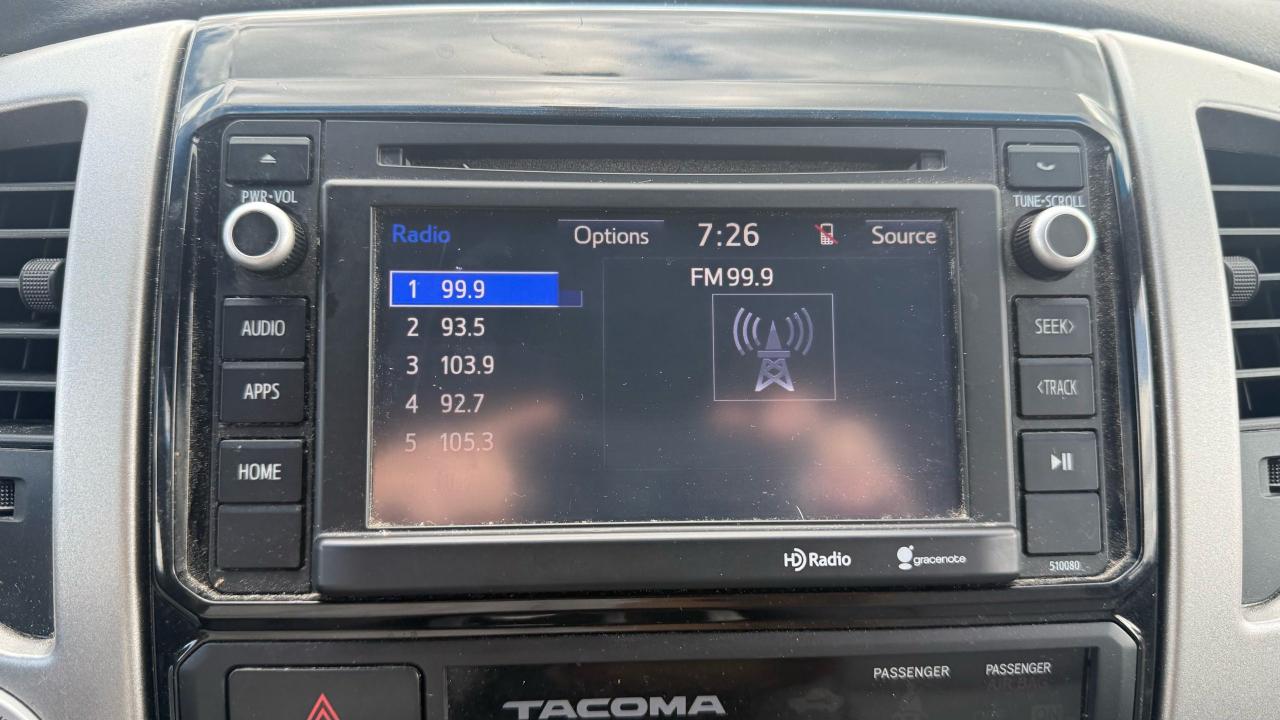 PWR•VOL
TUNE•SCROLL
Radio
Options
7:26
Source
1 99.9
2 93.5
3 103.9
4 92.7
5 105.3
FM 99.9
AUDIO
APPS
HOME
SEEK>
<TRACK
HD Radio
gracenote
510080
PASSENGER
PASSENGER
TACOMA